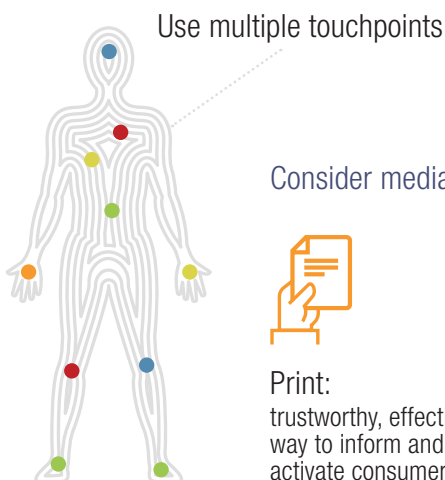 Use multiple touchpoints
Consider media
Print:
trustworthy, effect
way to inform and
activate consumer